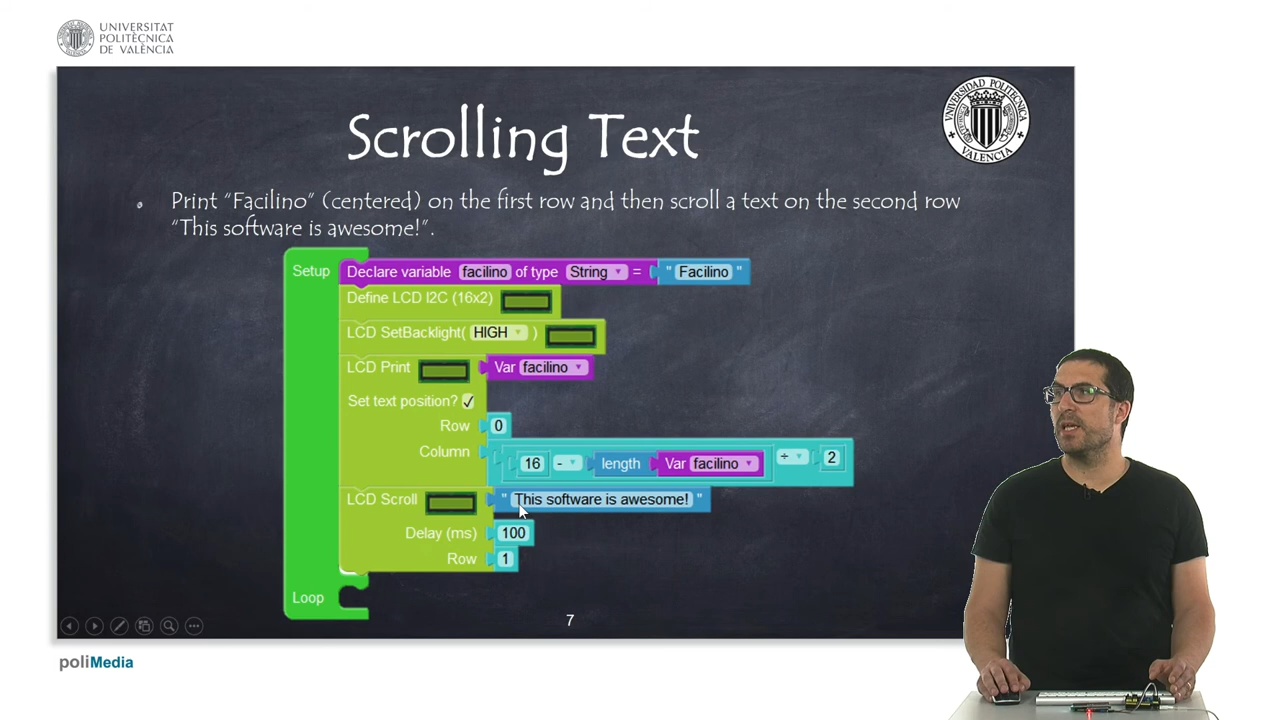 UNIVERSITAT
POLITÈCNICA
DE VALÈNCIA
Scrolling Text
Print “Facilino” (centered) on the first row and then scroll a text on the second row
“This software is awesome!”.
Setup
Declare variable facilino of type String = " Facilino "
Define LCD I2C (16x2)
LCD SetBacklight( HIGH )
LCD Print Var facilino
Set text position? ✓
Row 0
Column 16 - length Var facilino ÷ 2
LCD Scroll " This software is awesome! "
Delay (ms) 100
Row 1
Loop
7
poliMedia
UNIVERSIDAD POLITECNICA
VALENCIA